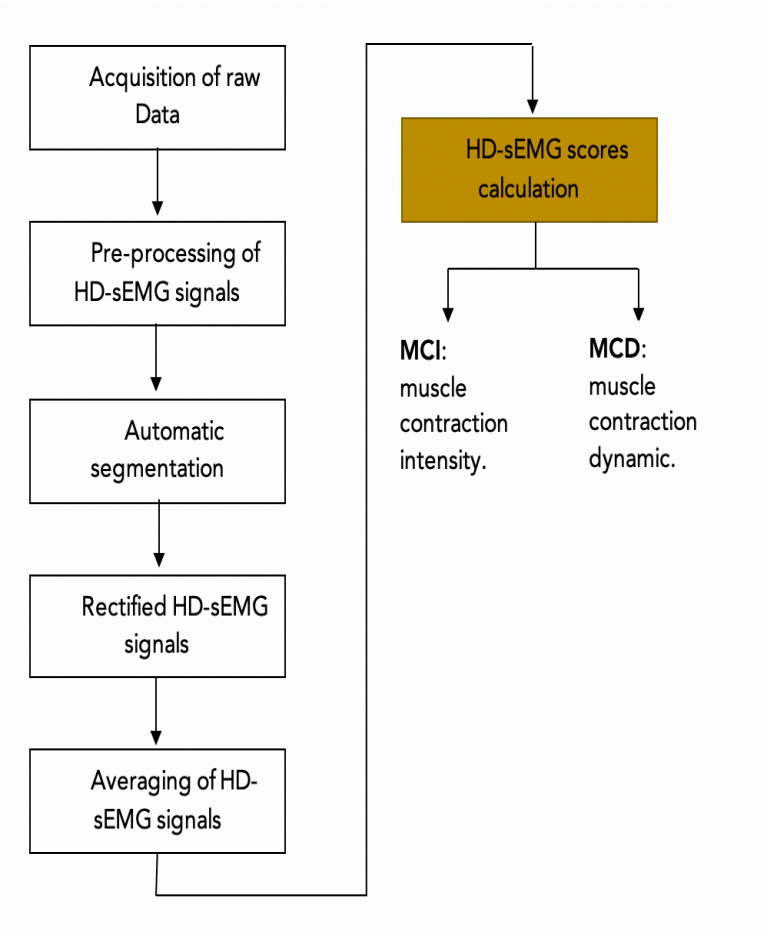 Acquisition of raw
Data
Pre-processing of
HD-sEMG signals
Automatic
segmentation
Rectified HD-sEMG
signals
Averaging of HD-
sEMG signals
HD-sEMG scores
calculation
MCI:
muscle
contraction
intensity.
MCD:
muscle
contraction
dynamic.